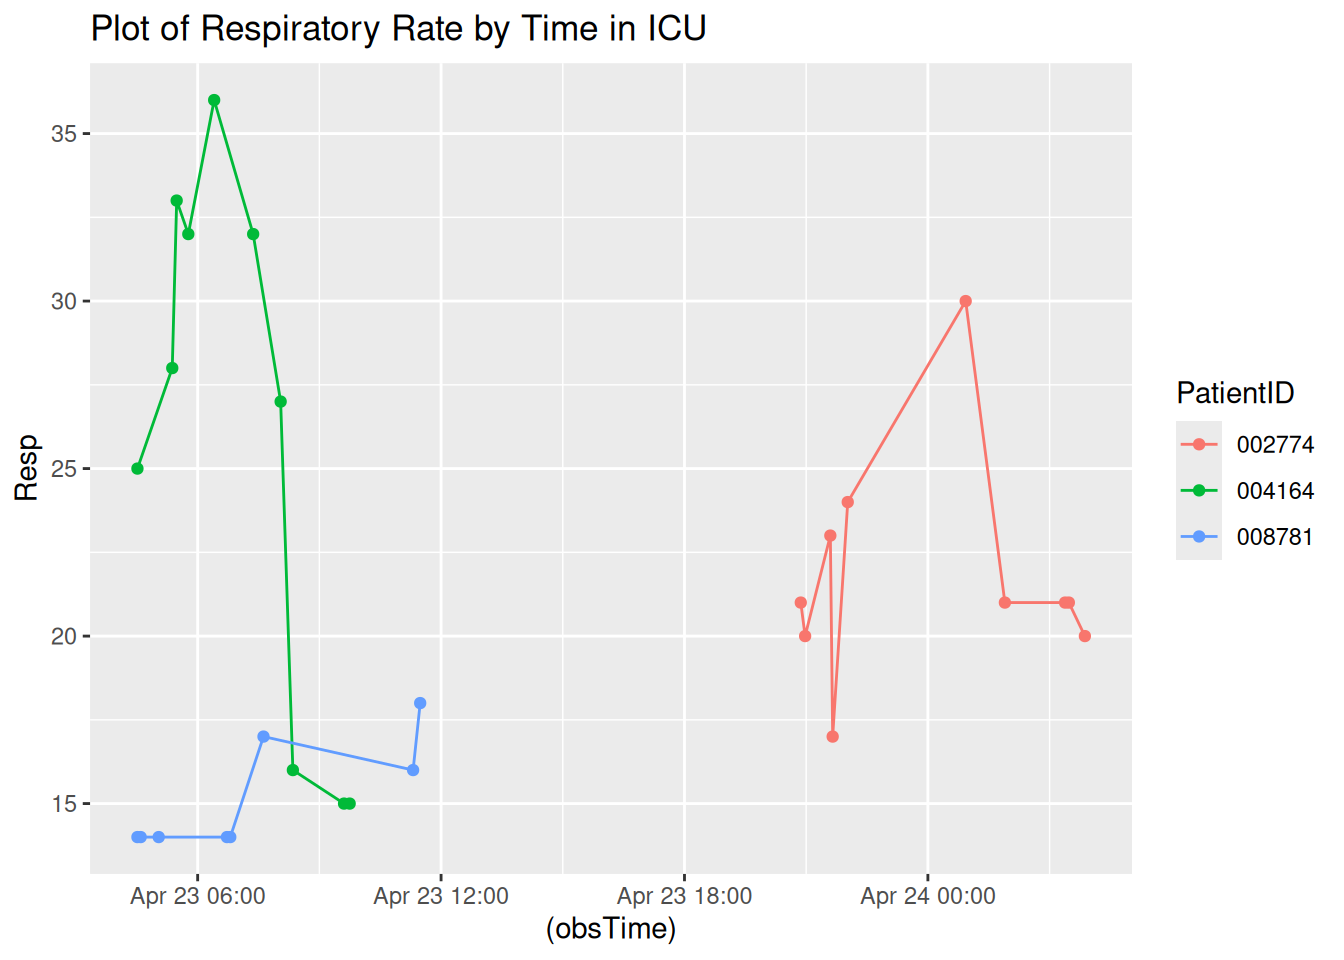 Plot of Respiratory Rate by Time in ICU
35
30
25
20
15
Resp
Apr 23 06:00 Apr 23 12:00 Apr 23 18:00 Apr 24 00:00
(obsTime)
PatientID
002774
004164
008781